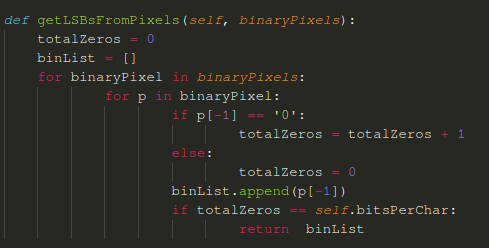 def getLSBsFromPixels(self, binaryPixels):
totalZeros = 0
binList = []
for binaryPixel in binaryPixels:
for p in binaryPixel:
if p[-1] == '0':
totalZeros = totalZeros + 1
else:
totalZeros = 0
binList.append(p[-1])
if totalZeros == self.bitsPerChar:
return binList